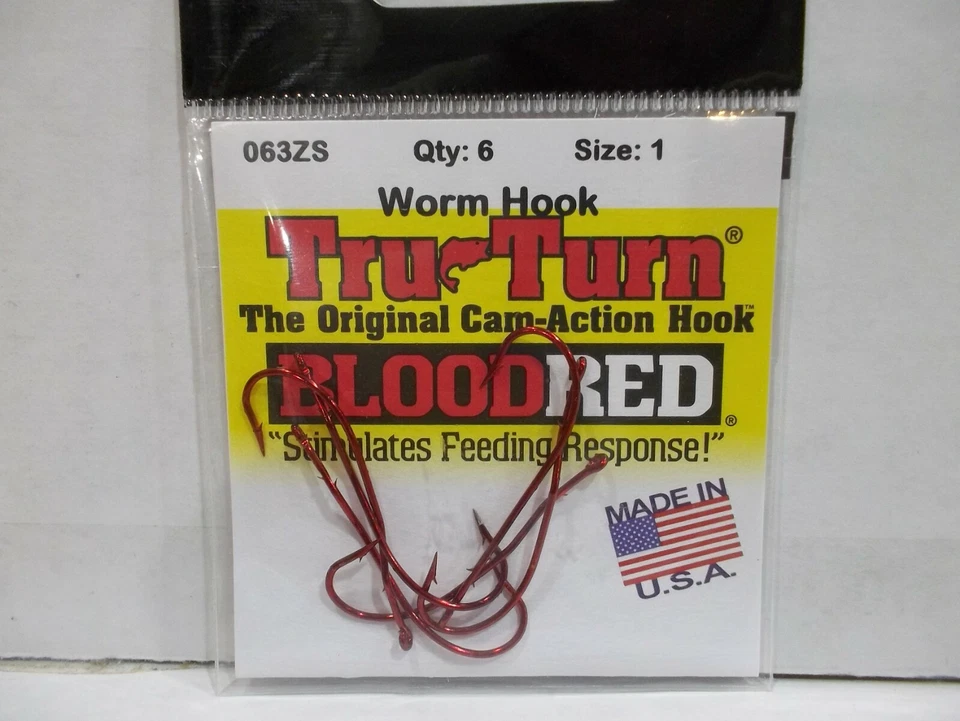 063ZS Qty: 6 Size: 1
Worm Hook
Tru Turn®
The Original Cam-Action Hook™
BLOODRED®
"Stimulates Feeding Response!"
MADE IN
U.S.A.